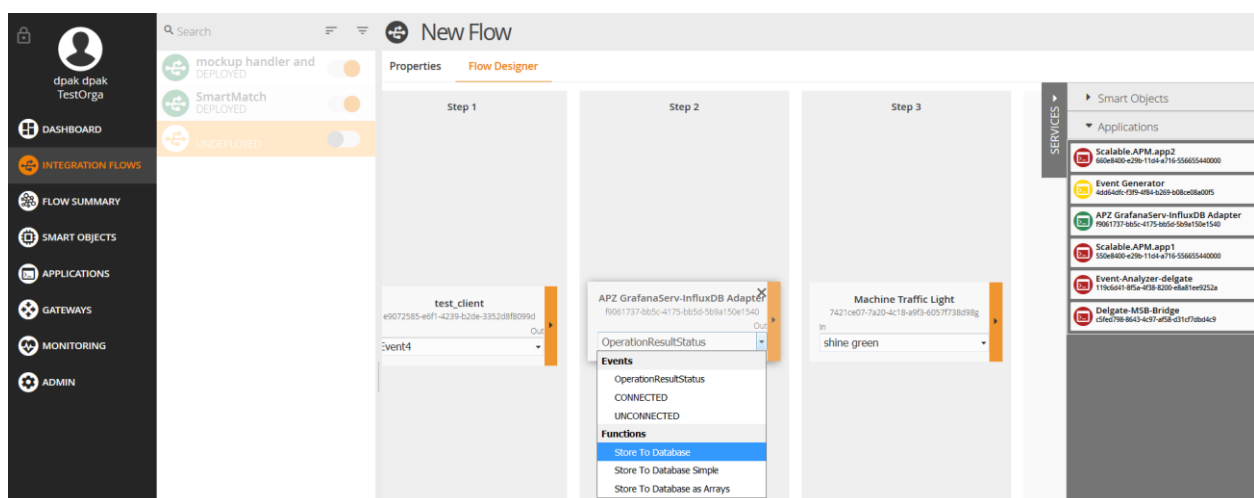 dpak dpak
TestOrga
DASHBOARD
INTEGRATION FLOWS
FLOW SUMMARY
SMART OBJECTS
APPLICATIONS
GATEWAYS
MONITORING
ADMIN
Search
mockup handler and
DEPLOYED
SmartMatch
DEPLOYED
UNDEPLOYED
New Flow
Properties Flow Designer
Step 1
test_client
e9072585-e6f1-4239-b2de-3352d8f8099d
Out
Event4
Step 2
APZ GrafanaServ-InfluxDB Adapter
f9061737-bb5c-4175-bb5d-5b9a150e1540
Out
OperationResultStatus
Events
OperationResultStatus
CONNECTED
UNCONNECTED
Functions
Store To Database
Store To Database Simple
Store To Database as Arrays
Step 3
Machine Traffic Light
7421ce07-7a20-4c18-a9f3-6057f738d98g
In
shine green
SERVICES
Smart Objects
Applications
Scalable.APM.app2
660e8400-e29b-11d4-a716-556655440000
Event Generator
4dd64dfc-f3f9-4f84-b269-b08ce08a00f5
APZ GrafanaServ-InfluxDB Adapter
f9061737-bb5c-4175-bb5d-5b9a150e1540
Scalable.APM.app1
550e8400-e29b-11d4-a716-556655440000
Event-Analyzer-delgate
119c6d41-8f5a-4f38-8200-e8a81ee9252a
Delgate-MSB-Bridge
c5fed798-8643-4c97-af58-d31cf7dbd4c9